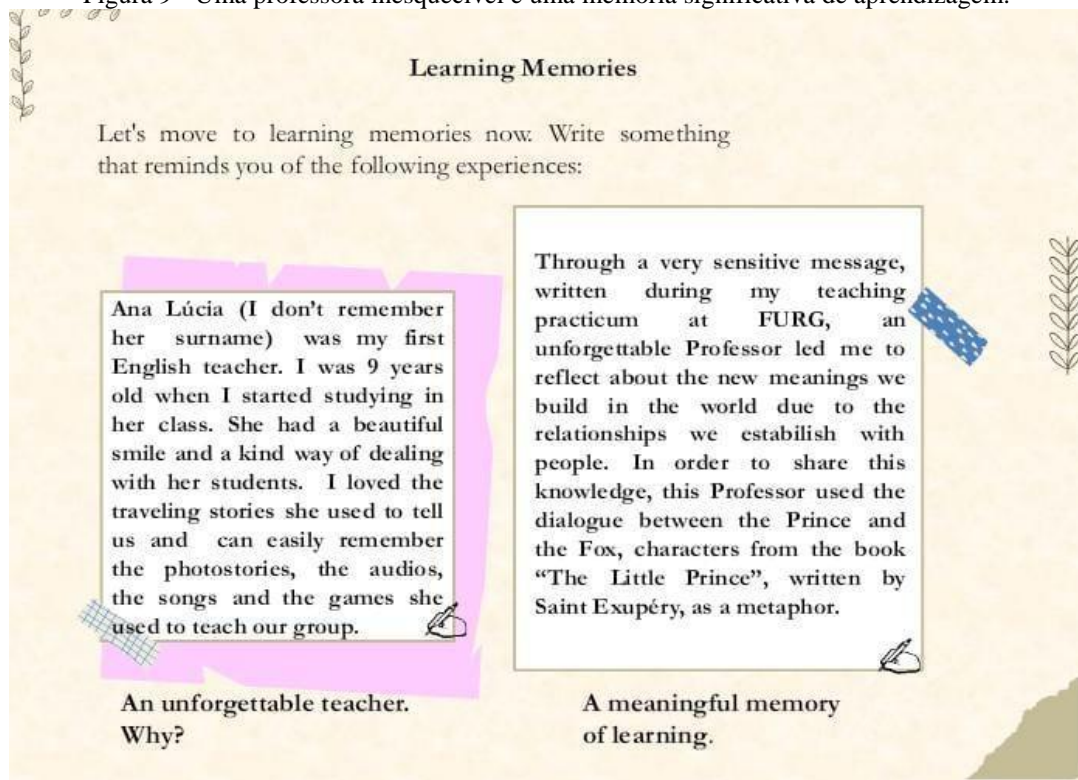 Figura 9 - Uma professora inesquecível e uma memória significativa de aprendizagem.
Learning Memories
Let's move to learning memories now. Write something
that reminds you of the following experiences:
Ana Lúcia (I don’t remember
her surname) was my first
English teacher. I was 9 years
old when I started studying in
her class. She had a beautiful
smile and a kind way of dealing
with her students. I loved the
traveling stories she used to tell
us and can easily remember
the photostories, the audios,
the songs and the games she
used to teach our group.
An unforgettable teacher.
Why?
Through a very sensitive message,
written during my teaching
practicum at FURG, an
unforgettable Professor led me to
reflect about the new meanings we
build in the world due to the
relationships we estabilish with
people. In order to share this
knowledge, this Professor used the
dialogue between the Prince and
the Fox, characters from the book
“The Little Prince”, written by
Saint Exupéry, as a metaphor.
A meaningful memory
of learning.